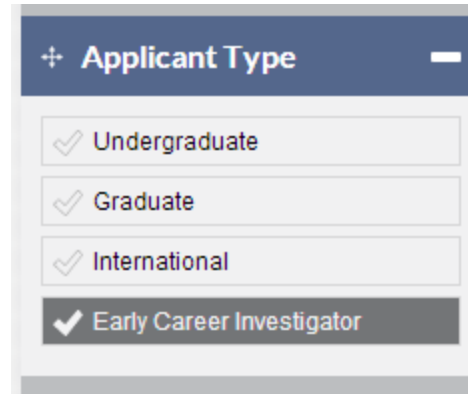 Applicant Type
Undergraduate
Graduate
International
Early Career Investigator